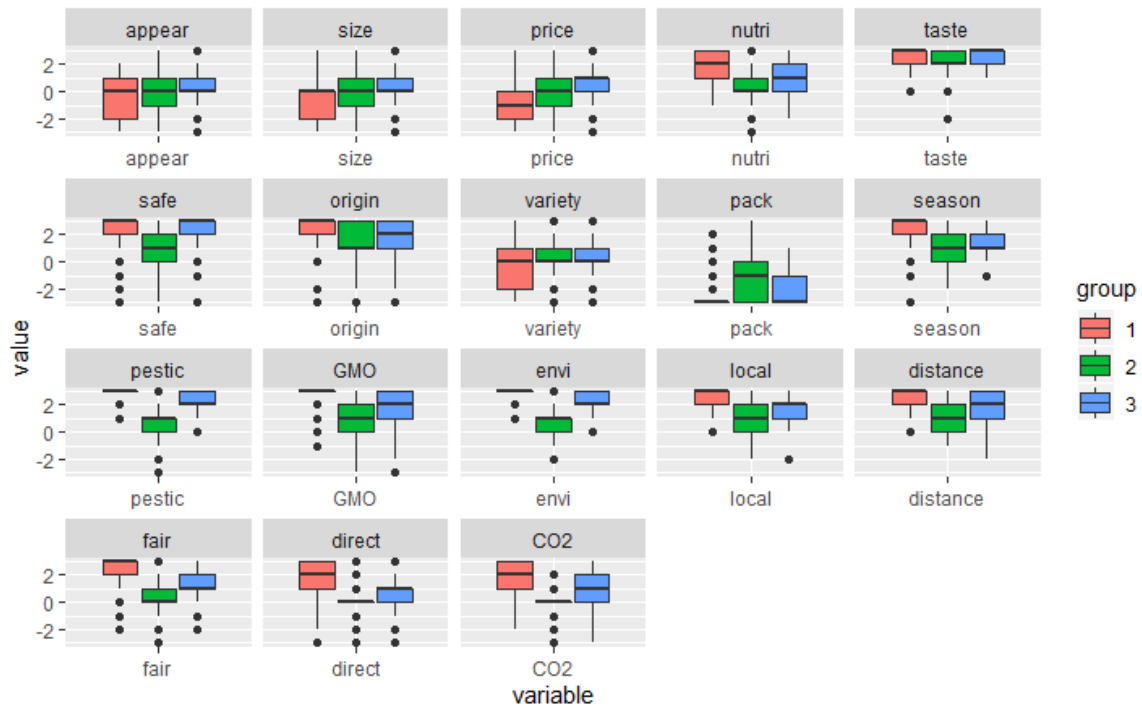 appear size price nutri taste
2
0
-2
appear size price nutri taste
safe origin variety pack season
2
0
-2
safe origin variety pack season
pestic GMO envi local distance
2
0
-2
pestic GMO envi local distance
fair direct CO2
2
0
-2
fair direct CO2
variable
value
group
1
2
3